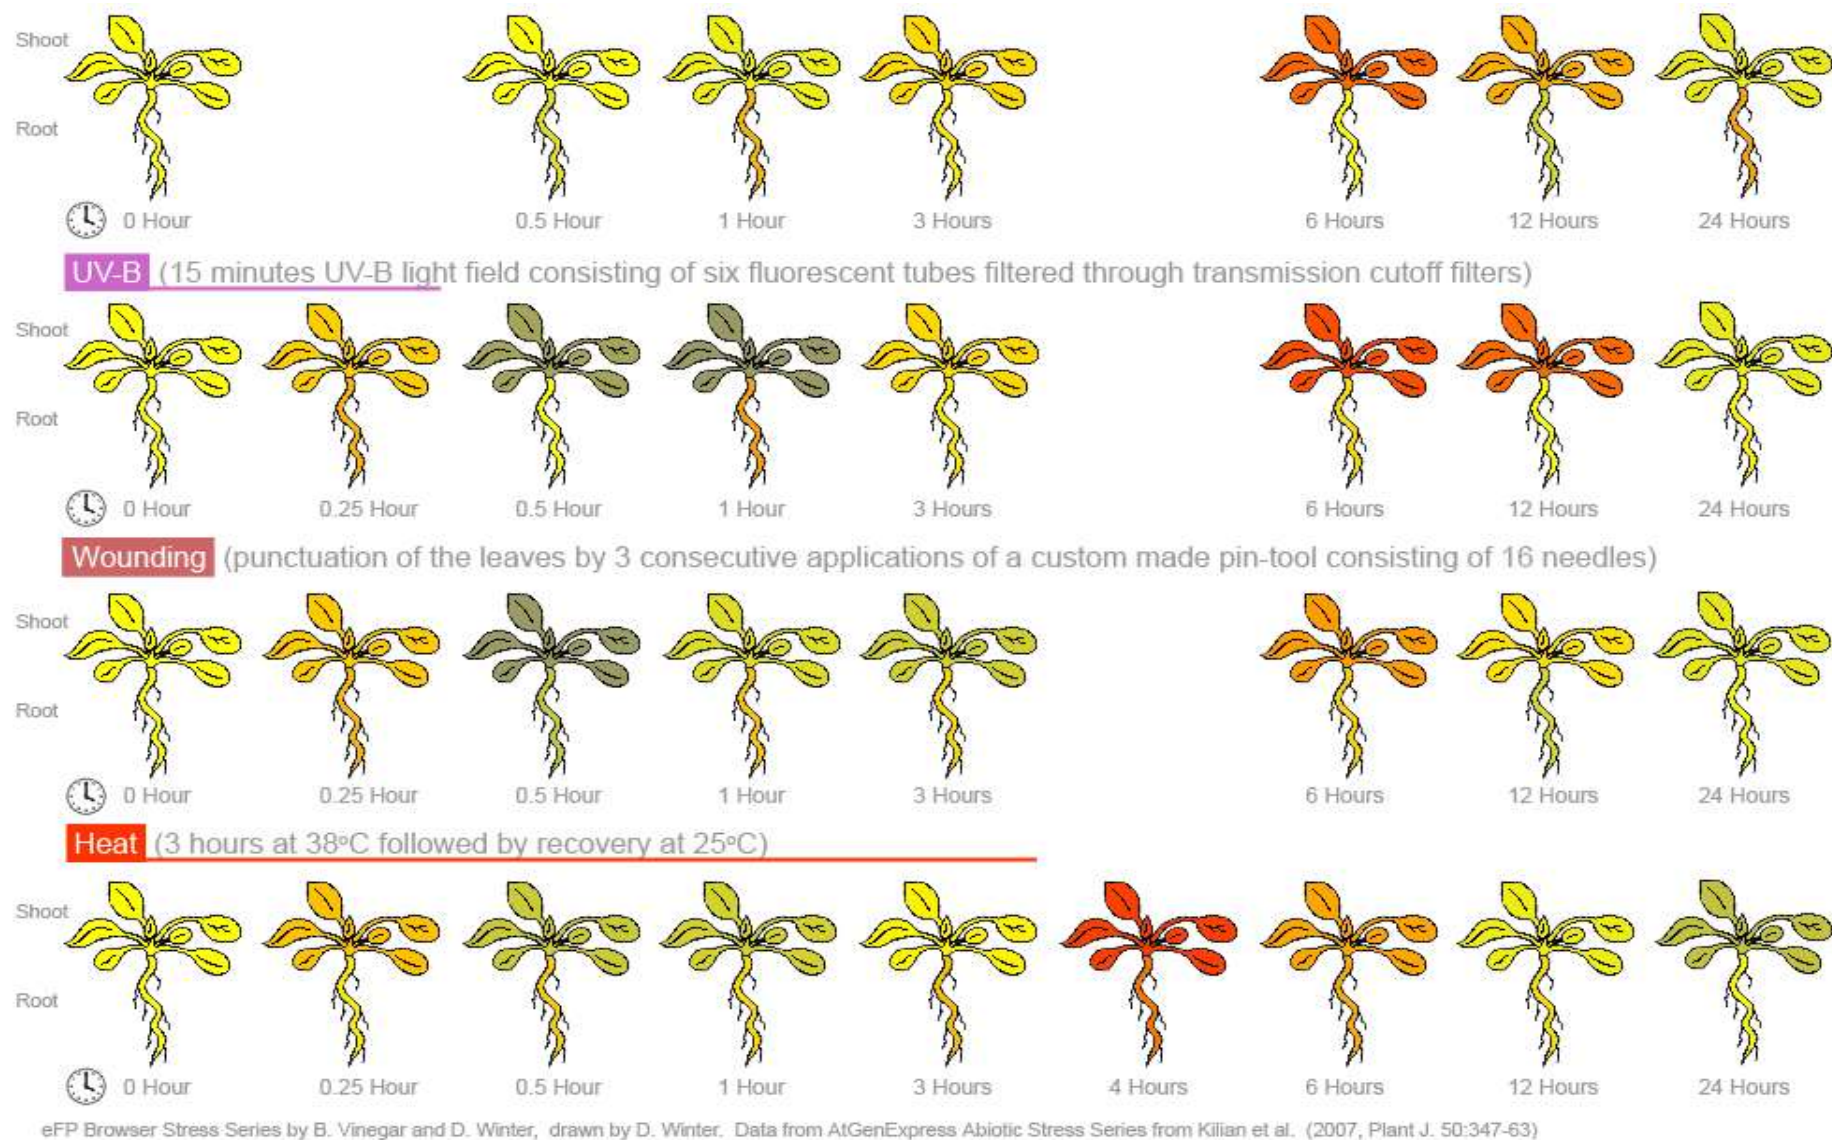 Shoot
Root
0 Hour 0.5 Hour 1 Hour 3 Hours 6 Hours 12 Hours 24 Hours
UV-B (15 minutes UV-B light field consisting of six fluorescent tubes filtered through transmission cutoff filters)
Shoot
Root
0 Hour 0.25 Hour 0.5 Hour 1 Hour 3 Hours 6 Hours 12 Hours 24 Hours
Wounding (punctuation of the leaves by 3 consecutive applications of a custom made pin-tool consisting of 16 needles)
Shoot
Root
0 Hour 0.25 Hour 0.5 Hour 1 Hour 3 Hours 6 Hours 12 Hours 24 Hours
Heat (3 hours at 38ºC followed by recovery at 25ºC)
Shoot
Root
0 Hour 0.25 Hour 0.5 Hour 1 Hour 3 Hours 4 Hours 6 Hours 12 Hours 24 Hours
eFP Browser Stress Series by B. Vinegar and D. Winter, drawn by D. Winter. Data from AtGenExpress Abiotic Stress Series from Kilian et al. (2007, Plant J. 50:347-63)